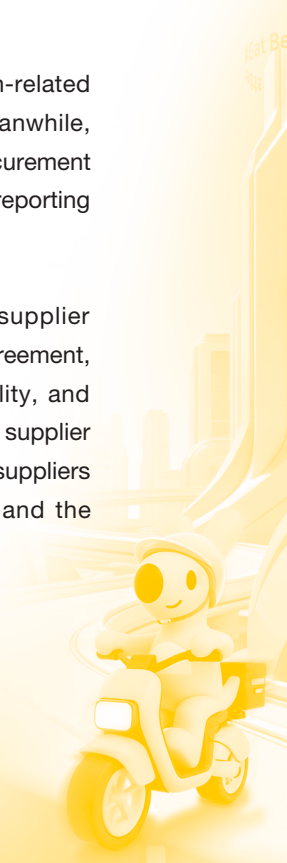 n-related
anwhile,
curement
reporting
supplier
reement,
lity, and
supplier
suppliers
and the